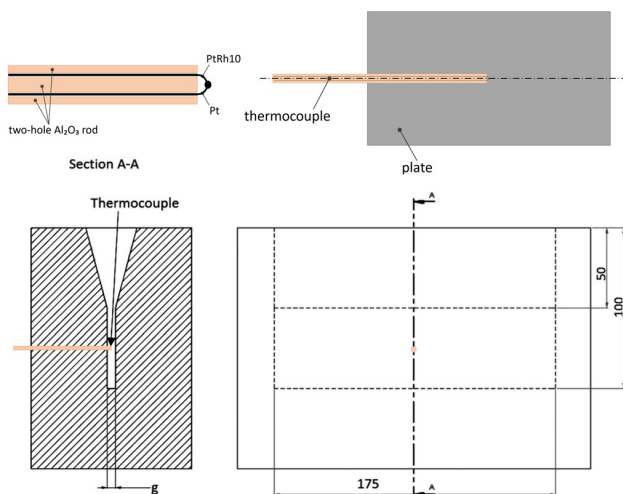 PtRh10
Pt
two-hole Al₂O₃ rod
thermocouple
plate
Section A-A
Thermocouple
A
50
100
175
A
g